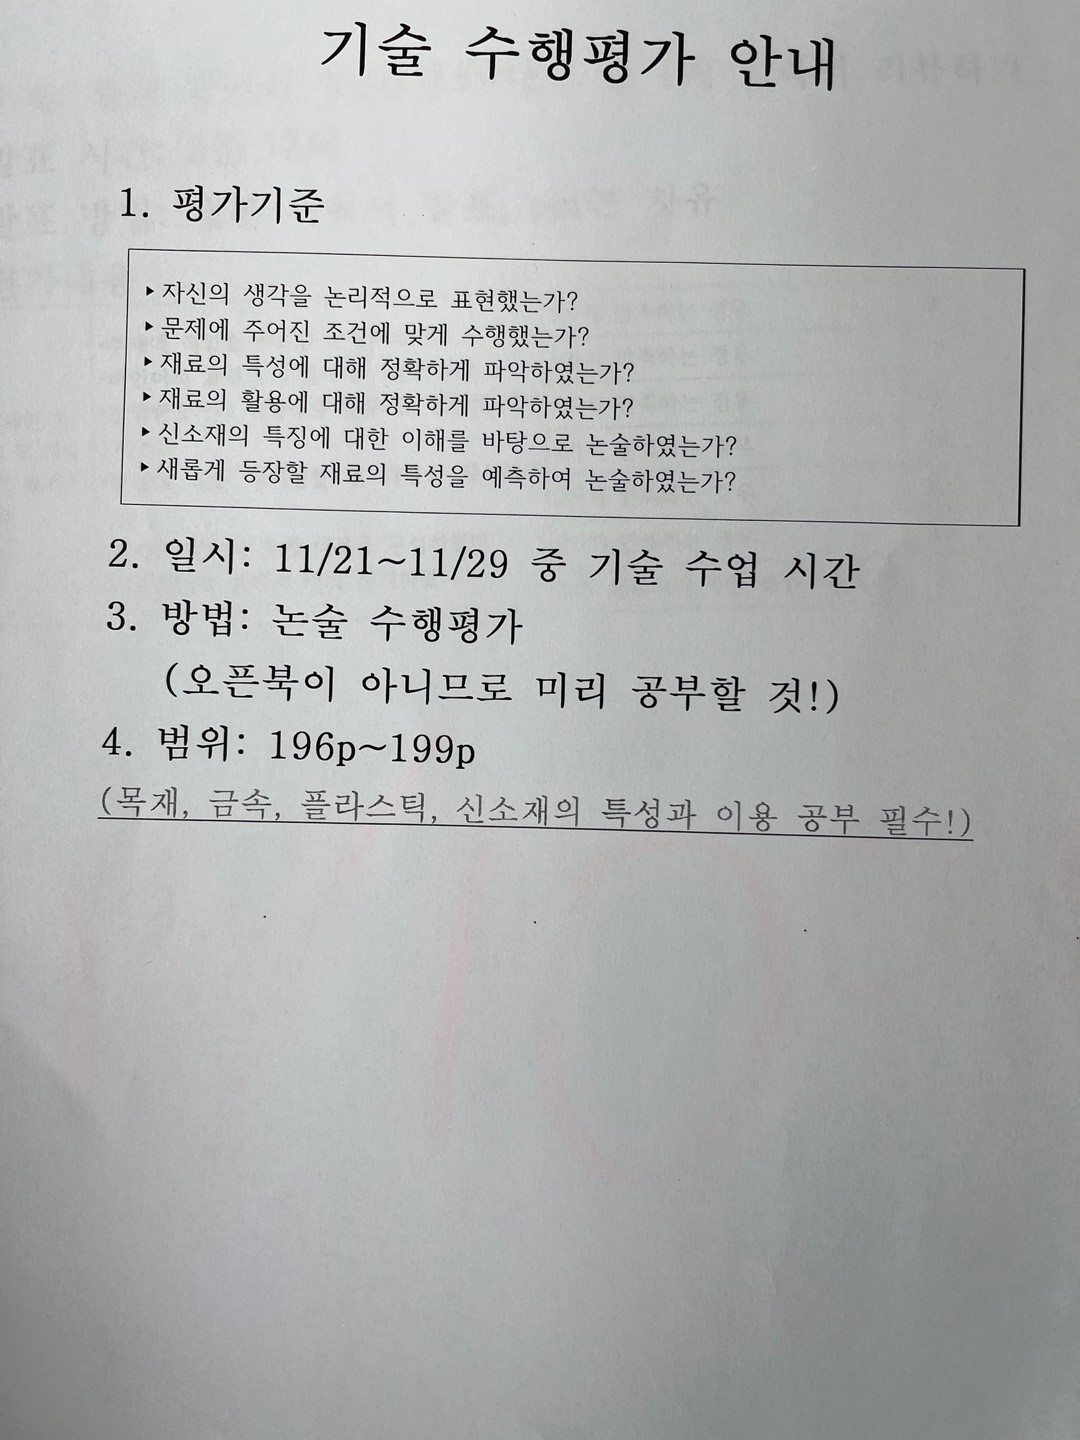 기술 수행평가 안내
1. 평가기준
▸자신의 생각을 논리적으로 표현했는가?
▸문제에 주어진 조건에 맞게 수행했는가?
▸재료의 특성에 대해 정확하게 파악하였는가?
▸재료의 활용에 대해 정확하게 파악하였는가?
▸신소재의 특징에 대한 이해를 바탕으로 논술하였는가?
▸새롭게 등장할 재료의 특성을 예측하여 논술하였는가?
2. 일시: 11/21~11/29 중 기술 수업 시간
3. 방법: 논술 수행평가
(오픈북이 아니므로 미리 공부할 것!)
4. 범위: 196p~199p
(목재, 금속, 플라스틱, 신소재의 특성과 이용 공부 필수!)